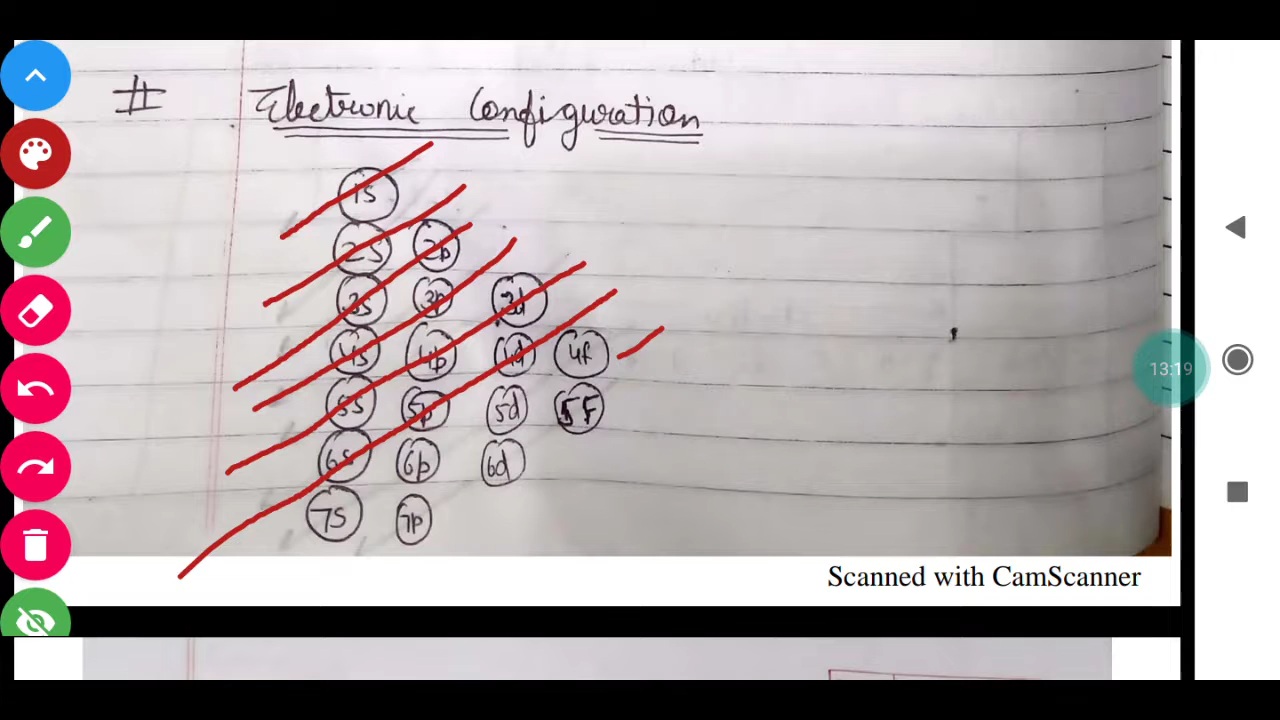 # Electronic Configuration
1s
2s 2p
3s 3p 3d
4s 4p 4d 4f
13:19
5s 5p 5d 5F
6s 6p 6d
7s 7p
Scanned with CamScanner